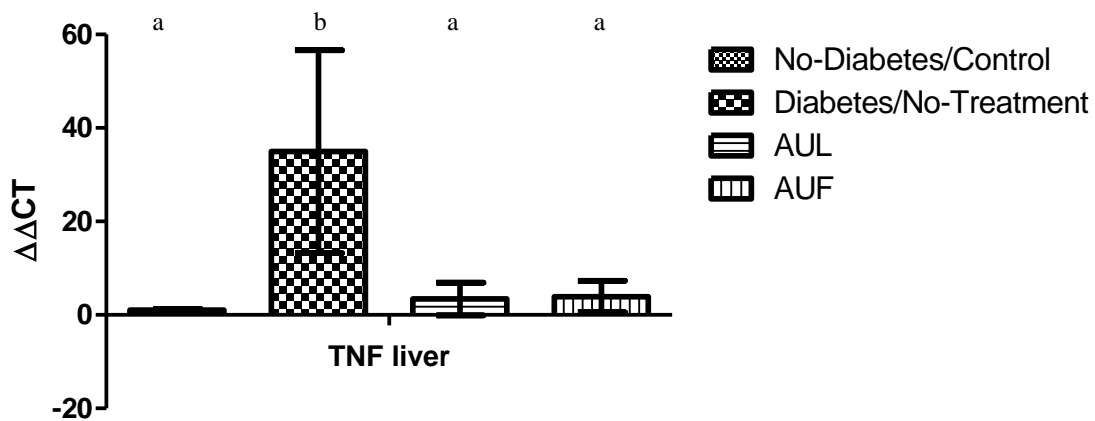 a b a a
60
40
20
0
-20
ΔΔCT
TNF liver
No-Diabetes/Control
Diabetes/No-Treatment
AUL
AUF